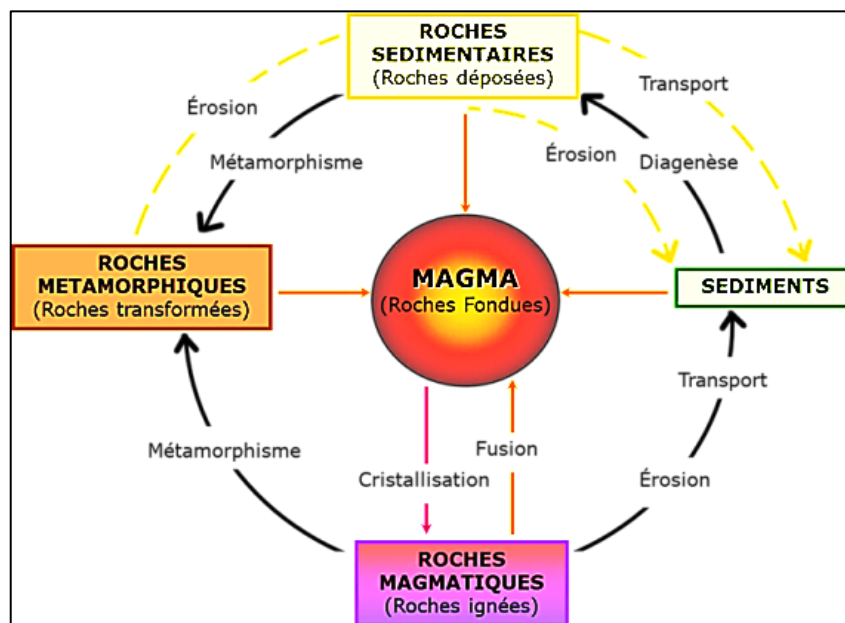 ROCHES
SEDIMENTAIRES
(Roches déposées)
Transport
Érosion
Érosion
Diagenèse
Métamorphisme
ROCHES
METAMORPHIQUES
(Roches transformées)
MAGMA
(Roches Fondues)
SEDIMENTS
Transport
Métamorphisme
Fusion
Cristallisation
Érosion
ROCHES
MAGMATIQUES
(Roches ignées)